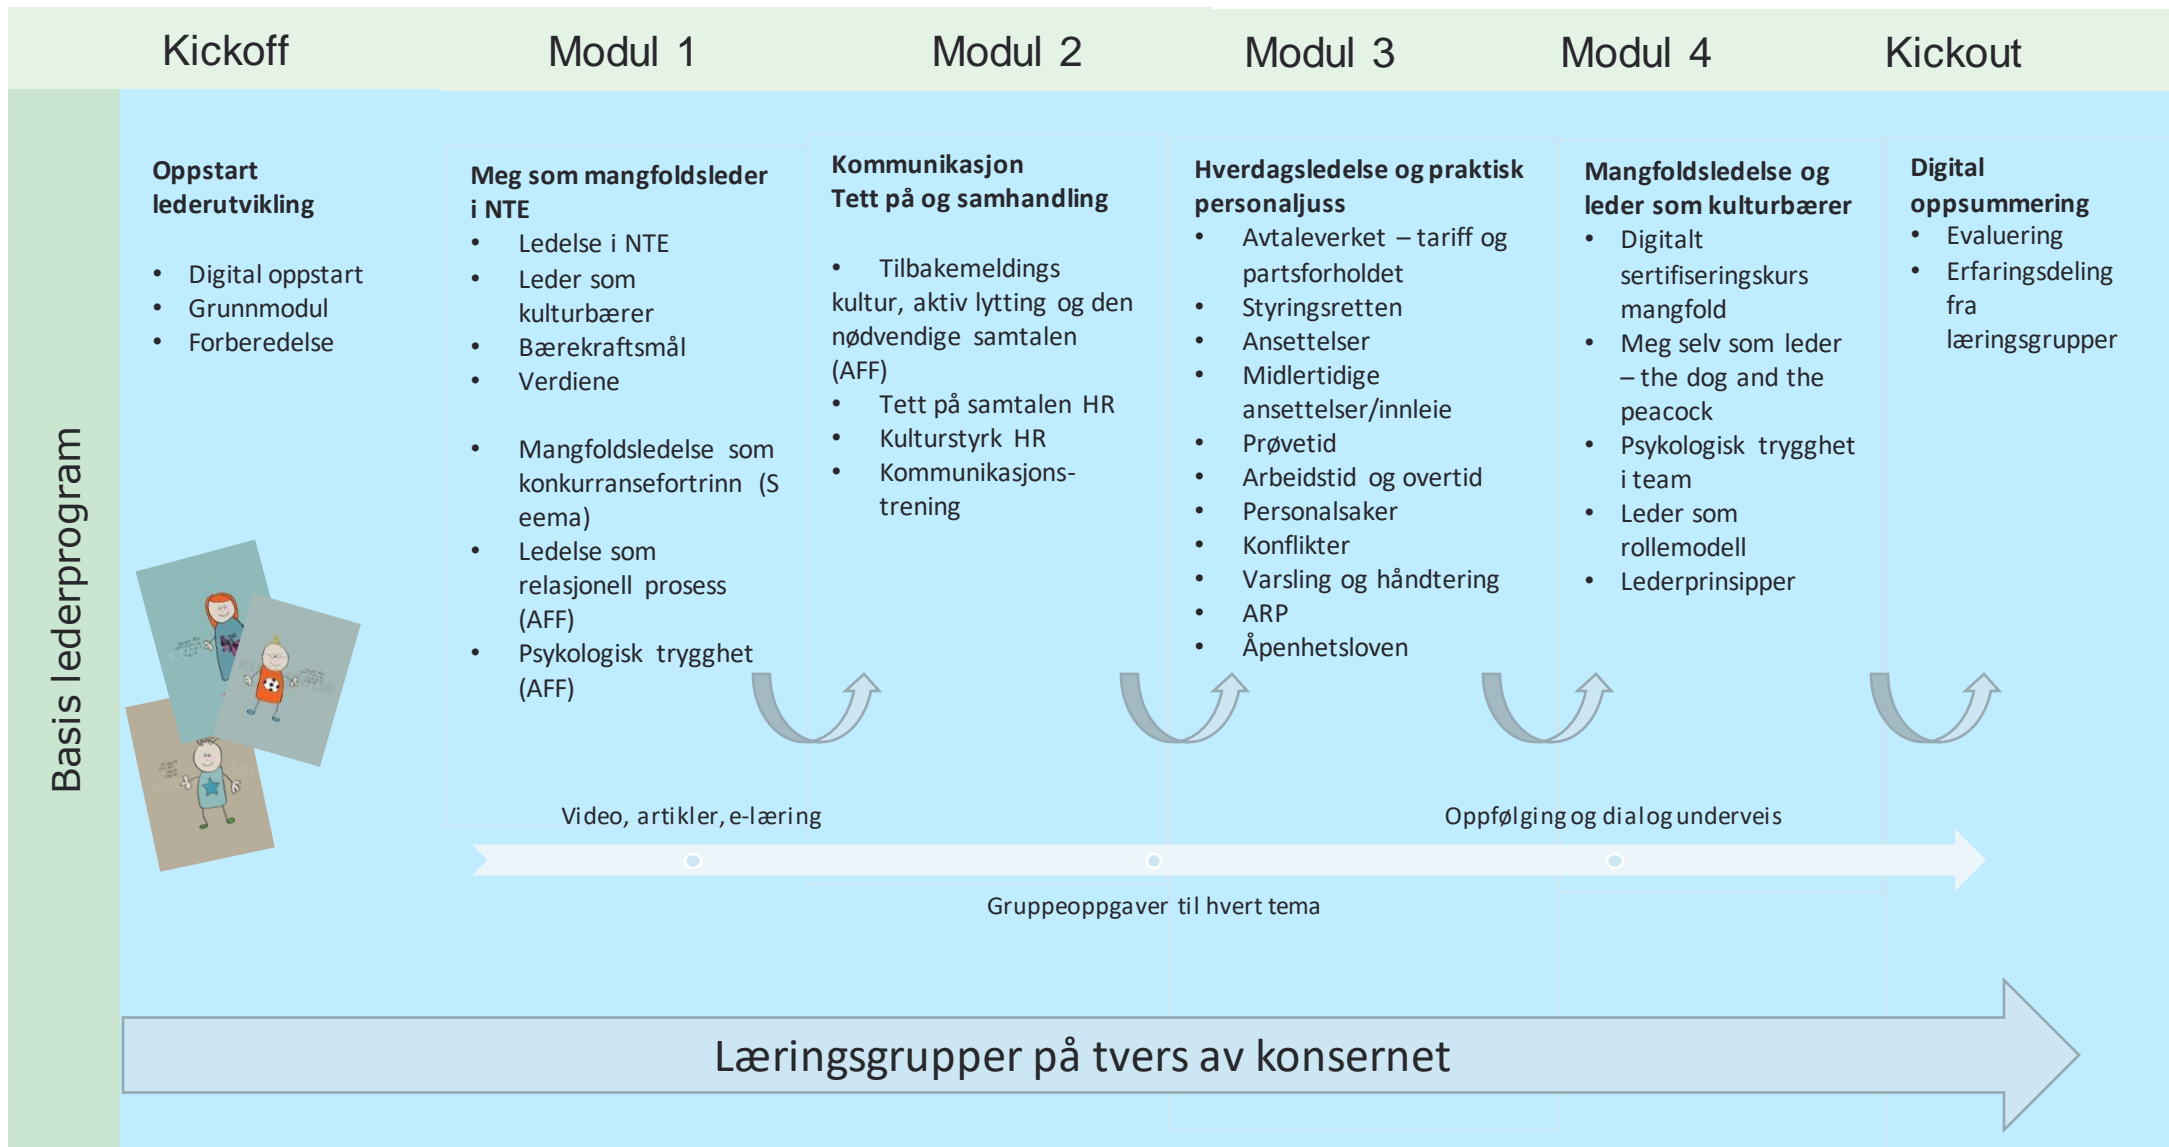 Kickoff
Modul 1
Modul 2
Modul 3
Modul 4
Kickout
Basis lederprogram
Oppstart
lederutvikling
• Digital oppstart
• Grunnmodul
• Forberedelse
Meg som mangfoldsleder
i NTE
• Ledelse i NTE
• Leder som
kulturbærer
• Bærekraftsmål
• Verdiene
• Mangfoldsledelse som
konkurransefortrinn (S
eema)
• Ledelse som
relasjonell prosess
(AFF)
• Psykologisk trygghet
(AFF)
Kommunikasjon
Tett på og samhandling
• Tilbakemeldings
kultur, aktiv lytting og den
nødvendige samtalen
(AFF)
• Tett på samtalen HR
• Kulturstyrk HR
• Kommunikasjons-
trening
Hverdagsledelse og praktisk
personaljuss
• Avtaleverket – tariff og
partsforholdet
• Styringsretten
• Ansettelser
• Midlertidige
ansettelser/innleie
• Prøvetid
• Arbeidstid og overtid
• Personalsaker
• Konflikter
• Varsling og håndtering
• ARP
• Åpenhetsloven
Mangfoldsledelse og
leder som kulturbærer
• Digitalt
sertifiseringskurs
mangfold
• Meg selv som leder
– the dog and the
peacock
• Psykologisk trygghet
i team
• Leder som
rollemodell
• Lederprinsipper
Digital
oppsummering
• Evaluering
• Erfaringsdeling
fra
læringsgrupper
Video, artikler, e-læring
Oppfølging og dialog underveis
Gruppeoppgaver til hvert tema
Læringsgrupper på tvers av konsernet